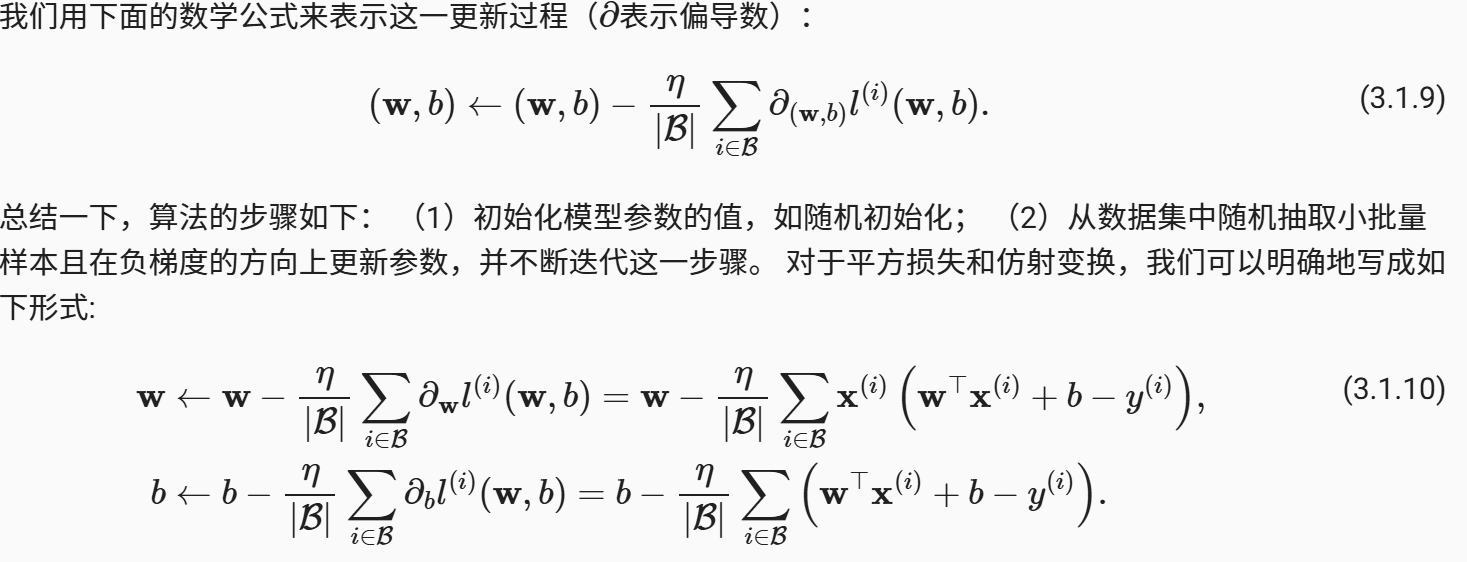 我们用下面的数学公式来表示这一更新过程（∂表示偏导数）：
$(\mathbf{w}, b) \leftarrow (\mathbf{w}, b) - \frac{\eta}{|\mathcal{B}|} \sum_{i \in \mathcal{B}} \partial_{(\mathbf{w}, b)} l^{(i)}(\mathbf{w}, b).$ (3.1.9)
总结一下，算法的步骤如下： （1）初始化模型参数的值，如随机初始化； （2）从数据集中随机抽取小批量
样本且在负梯度的方向上更新参数，并不断迭代这一步骤。 对于平方损失和仿射变换，我们可以明确地写成如
下形式:
$\mathbf{w} \leftarrow \mathbf{w} - \frac{\eta}{|\mathcal{B}|} \sum_{i \in \mathcal{B}} \partial_{\mathbf{w}} l^{(i)}(\mathbf{w}, b) = \mathbf{w} - \frac{\eta}{|\mathcal{B}|} \sum_{i \in \mathcal{B}} \mathbf{x}^{(i)} \left(\mathbf{w}^\top \mathbf{x}^{(i)} + b - y^{(i)}\right),$ (3.1.10)
$b \leftarrow b - \frac{\eta}{|\mathcal{B}|} \sum_{i \in \mathcal{B}} \partial_b l^{(i)}(\mathbf{w}, b) = b - \frac{\eta}{|\mathcal{B}|} \sum_{i \in \mathcal{B}} \left(\mathbf{w}^\top \mathbf{x}^{(i)} + b - y^{(i)}\right).$